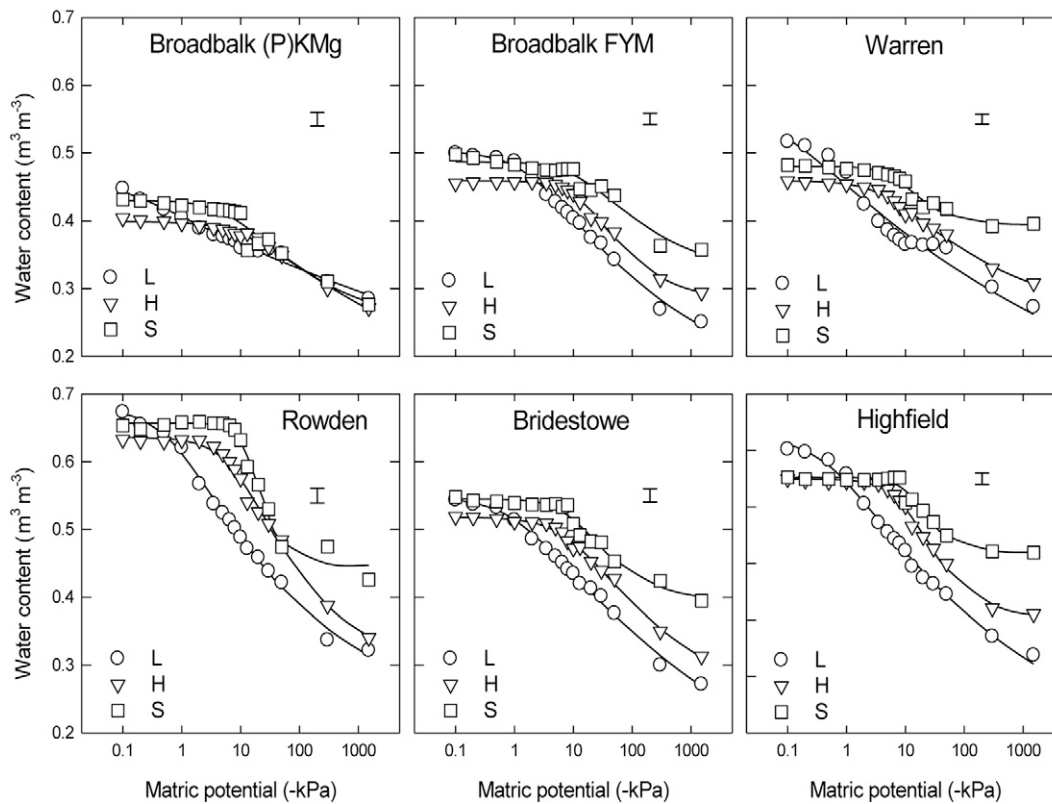 0.7
0.6
0.5
0.4
0.3
0.2
Water content (m³ m⁻³)
Broadbalk (P)KMg
L
H
S
Broadbalk FYM
L
H
S
Warren
L
H
S
0.7
0.6
0.5
0.4
0.3
0.2
Water content (m³ m⁻³)
Rowden
L
H
S
0.1 1 10 100 1000
Matric potential (-kPa)
Bridestowe
L
H
S
0.1 1 10 100 1000
Matric potential (-kPa)
Highfield
L
H
S
0.1 1 10 100 1000
Matric potential (-kPa)